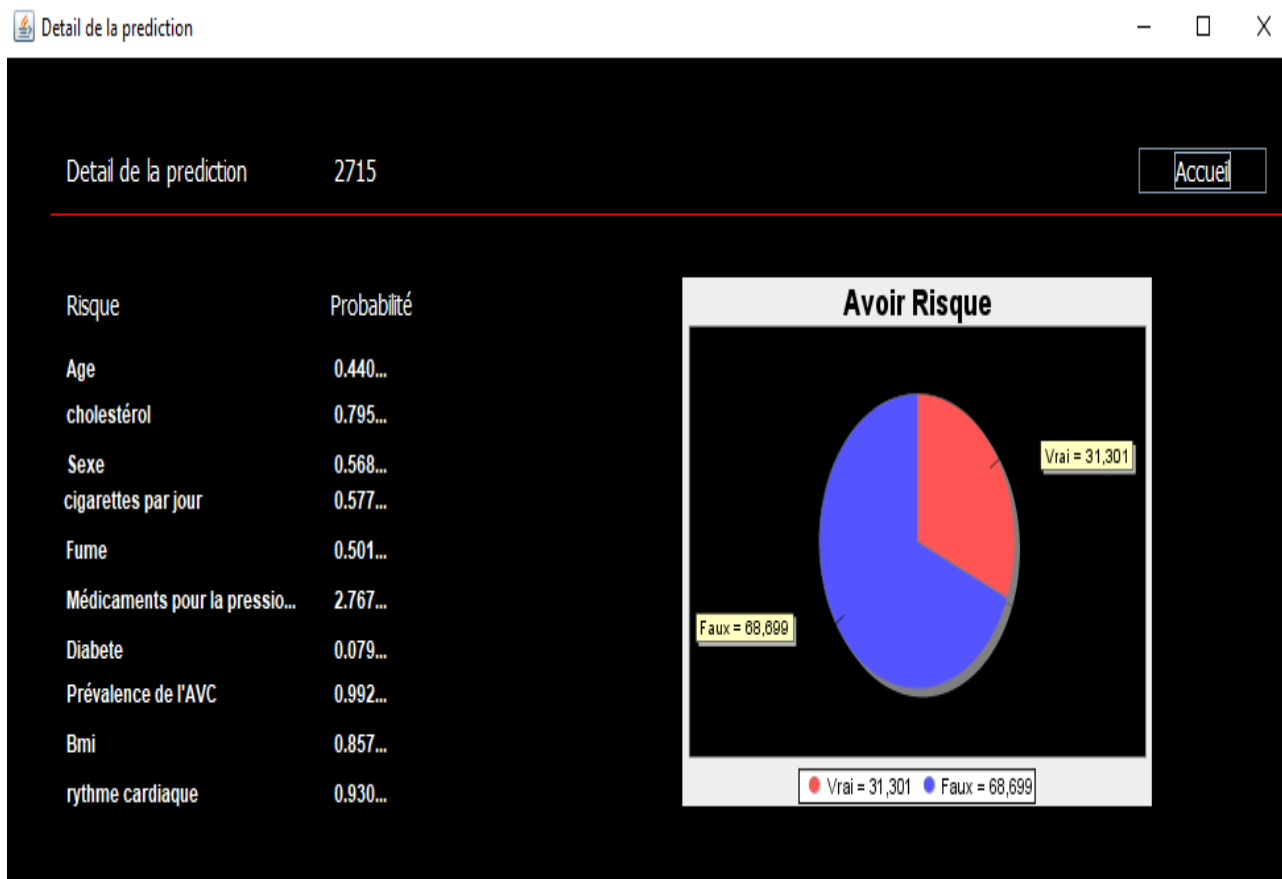 Detail de la prediction
Detail de la prediction 2715 Accueil
Risque Probabilité
Age 0.440...
cholestérol 0.795...
Sexe 0.568...
cigarettes par jour 0.577...
Fume 0.501...
Médicaments pour la pressio... 2.767...
Diabete 0.079...
Prévalence de l'AVC 0.992...
Bmi 0.857...
rythme cardiaque 0.930...
Avoir Risque
Vrai = 31,301
Faux = 68,699
Vrai = 31,301 Faux = 68,699